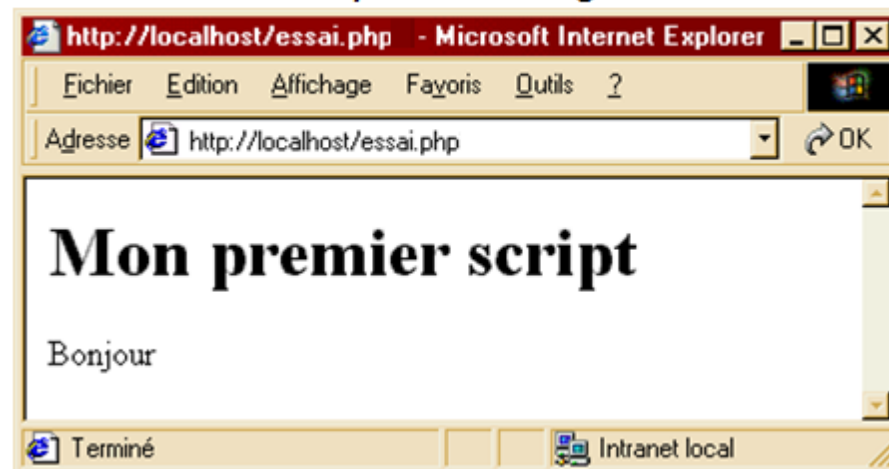 http://localhost/essai.php - Microsoft Internet Explorer
Fichier Edition Affichage Favoris Outils ?
Adresse http://localhost/essai.php OK
Mon premier script
Bonjour
Terminé Intranet local